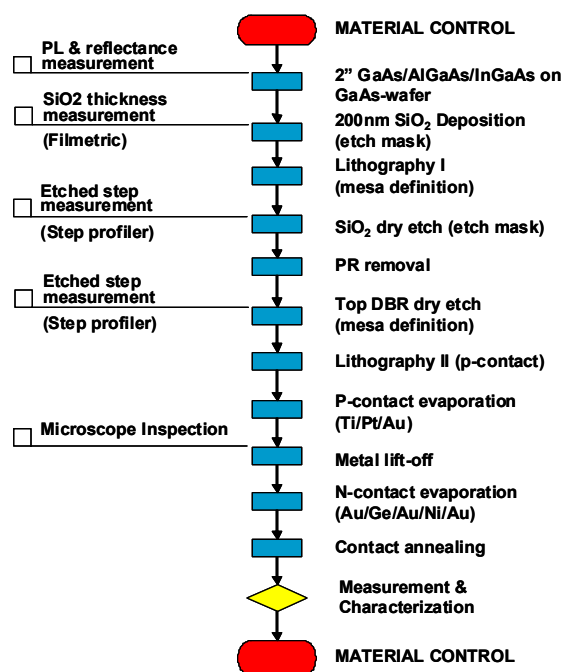 MATERIAL CONTROL
PL & reflectance
measurement
2” GaAs/AlGaAs/InGaAs on
GaAs-wafer
SiO2 thickness
measurement
(Filmetric)
200nm SiO₂ Deposition
(etch mask)
Lithography I
(mesa definition)
Etched step
measurement
(Step profiler)
SiO₂ dry etch (etch mask)
PR removal
Etched step
measurement
(Step profiler)
Top DBR dry etch
(mesa definition)
Lithography II (p-contact)
P-contact evaporation
(Ti/Pt/Au)
Microscope Inspection
Metal lift-off
N-contact evaporation
(Au/Ge/Au/Ni/Au)
Contact annealing
Measurement &
Characterization
MATERIAL CONTROL